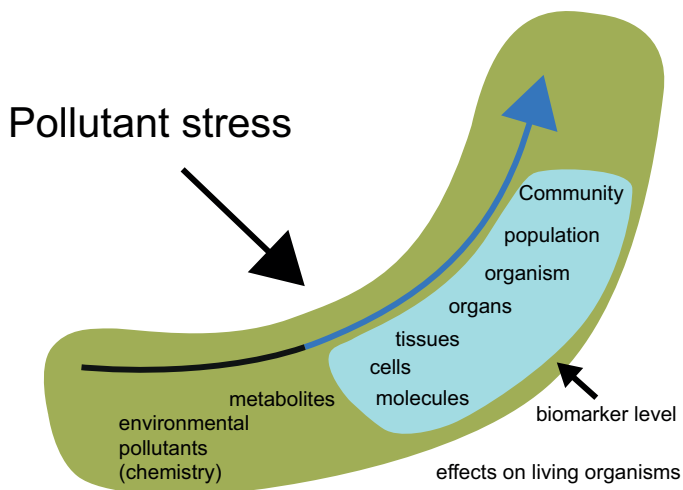 Pollutant stress
Community
population
organism
organs
tissues
cells
molecules
metabolites
environmental
pollutants
(chemistry)
biomarker level
effects on living organisms